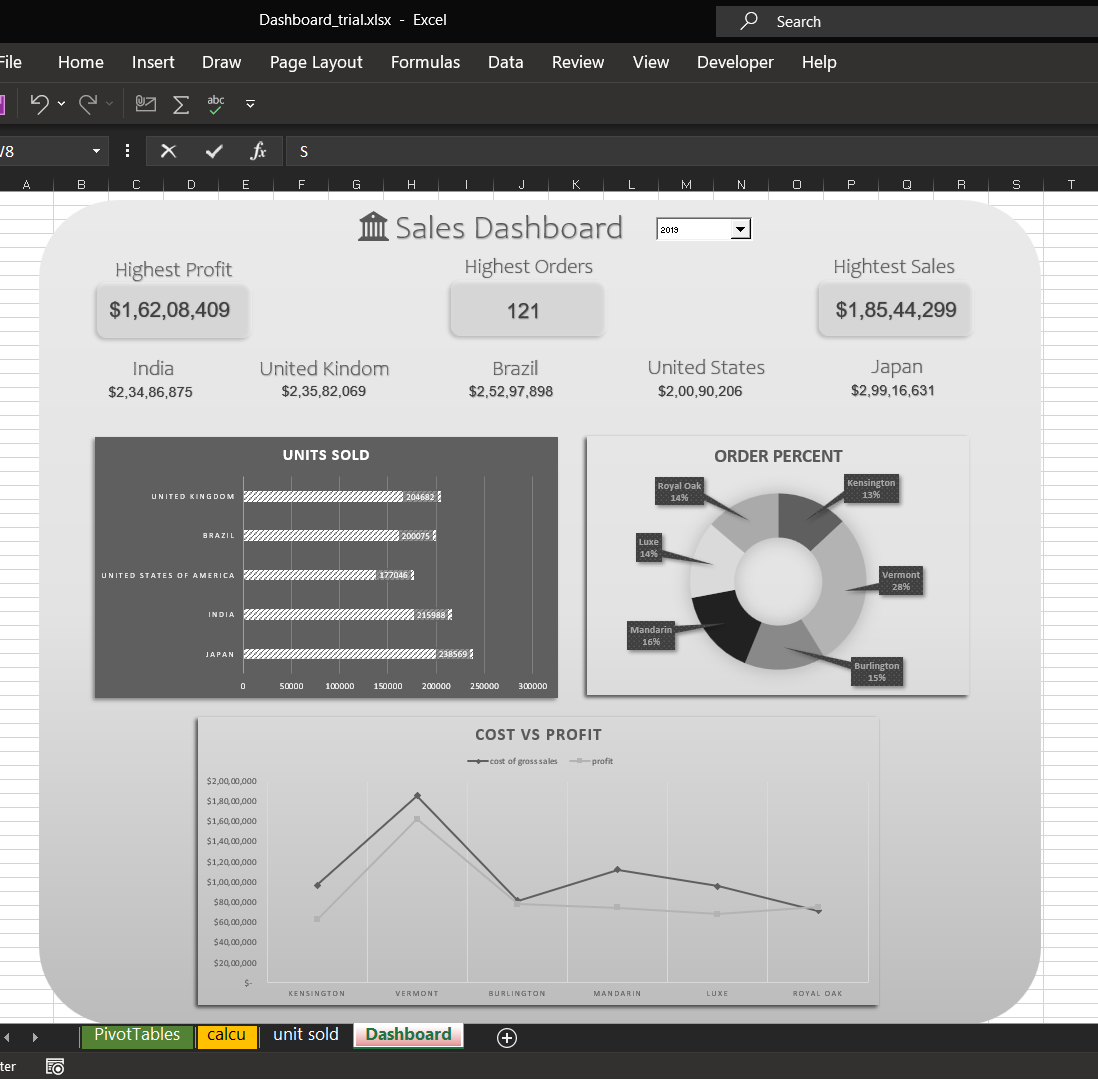 Dashboard_trial.xlsx - Excel
Search
File Home Insert Draw Page Layout Formulas Data Review View Developer Help
abc
V8
fx
S
A B C D E F G H I J K L M N O P Q R S T
Sales Dashboard
2019
Highest Profit
$1,62,08,409
Highest Orders
121
Hightest Sales
$1,85,44,299
India
$2,34,86,875
United Kindom
$2,35,82,069
Brazil
$2,52,97,898
United States
$2,00,90,206
Japan
$2,99,16,631
UNITS SOLD
UNITED KINGDOM 204682
BRAZIL 200075
UNITED STATES OF AMERICA 177046
INDIA 215988
JAPAN 238569
0 50000 100000 150000 200000 250000 300000
ORDER PERCENT
Kensington
13%
Vermont
28%
Burlington
15%
Mandarin
16%
Luxe
14%
Royal Oak
14%
COST VS PROFIT
cost of gross sales profit
$2,00,00,000
$1,80,00,000
$1,60,00,000
$1,40,00,000
$1,20,00,000
$1,00,00,000
$80,00,000
$60,00,000
$40,00,000
$20,00,000
$-
KENSINGTON VERMONT BURLINGTON MANDARIN LUXE ROYAL OAK
PivotTables calcu unit sold Dashboard
ter